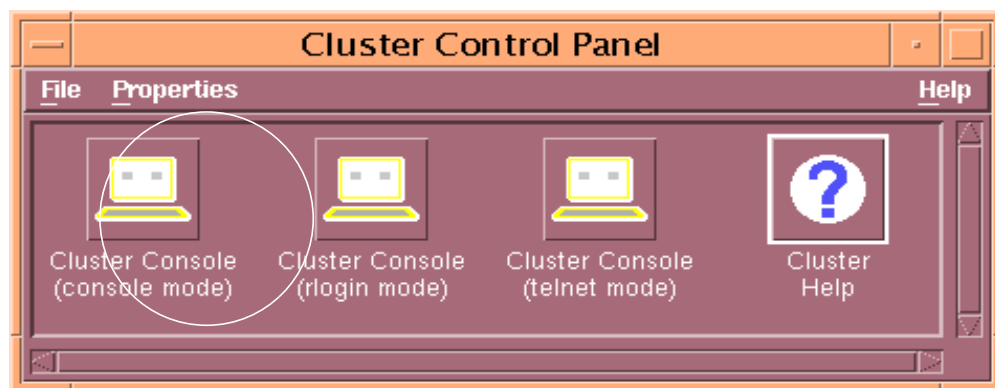 Cluster Control Panel
File Properties Help
Cluster Console
(console mode)
Cluster Console
(rlogin mode)
Cluster Console
(telnet mode)
Cluster
Help